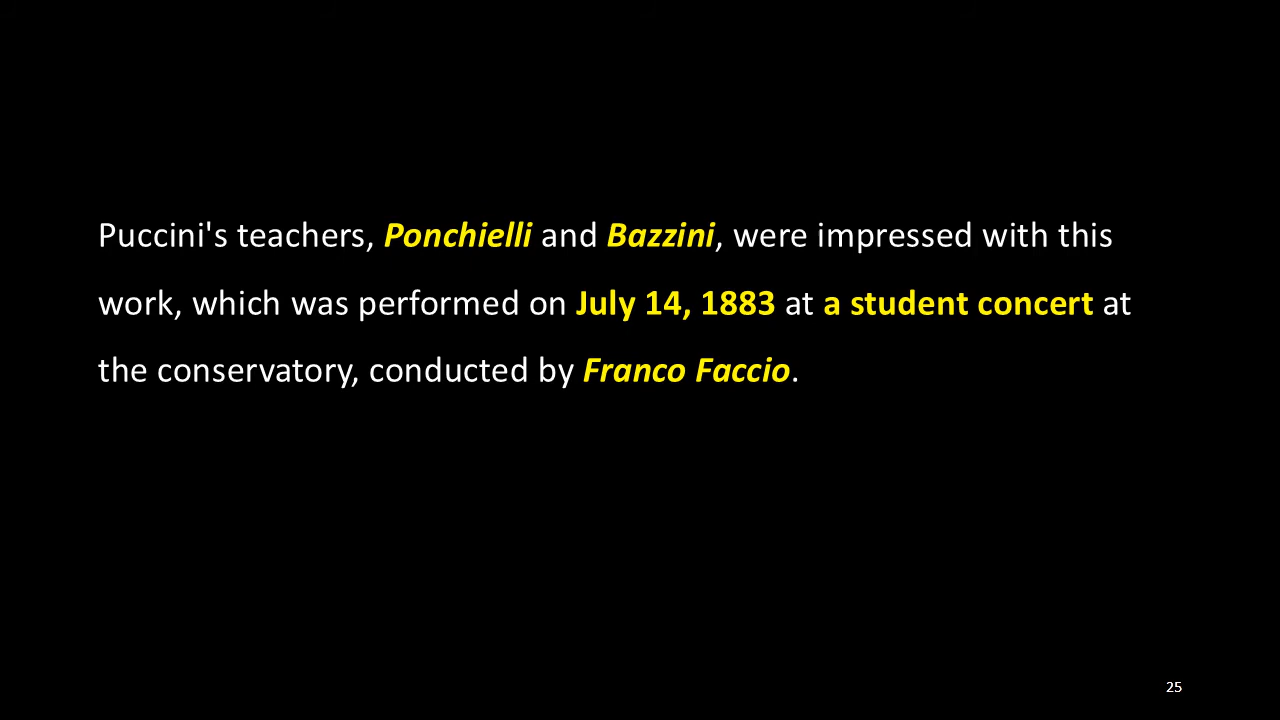 Puccini's teachers, Ponchielli and Bazzini, were impressed with this
work, which was performed on July 14, 1883 at a student concert at
the conservatory, conducted by Franco Faccio.
25